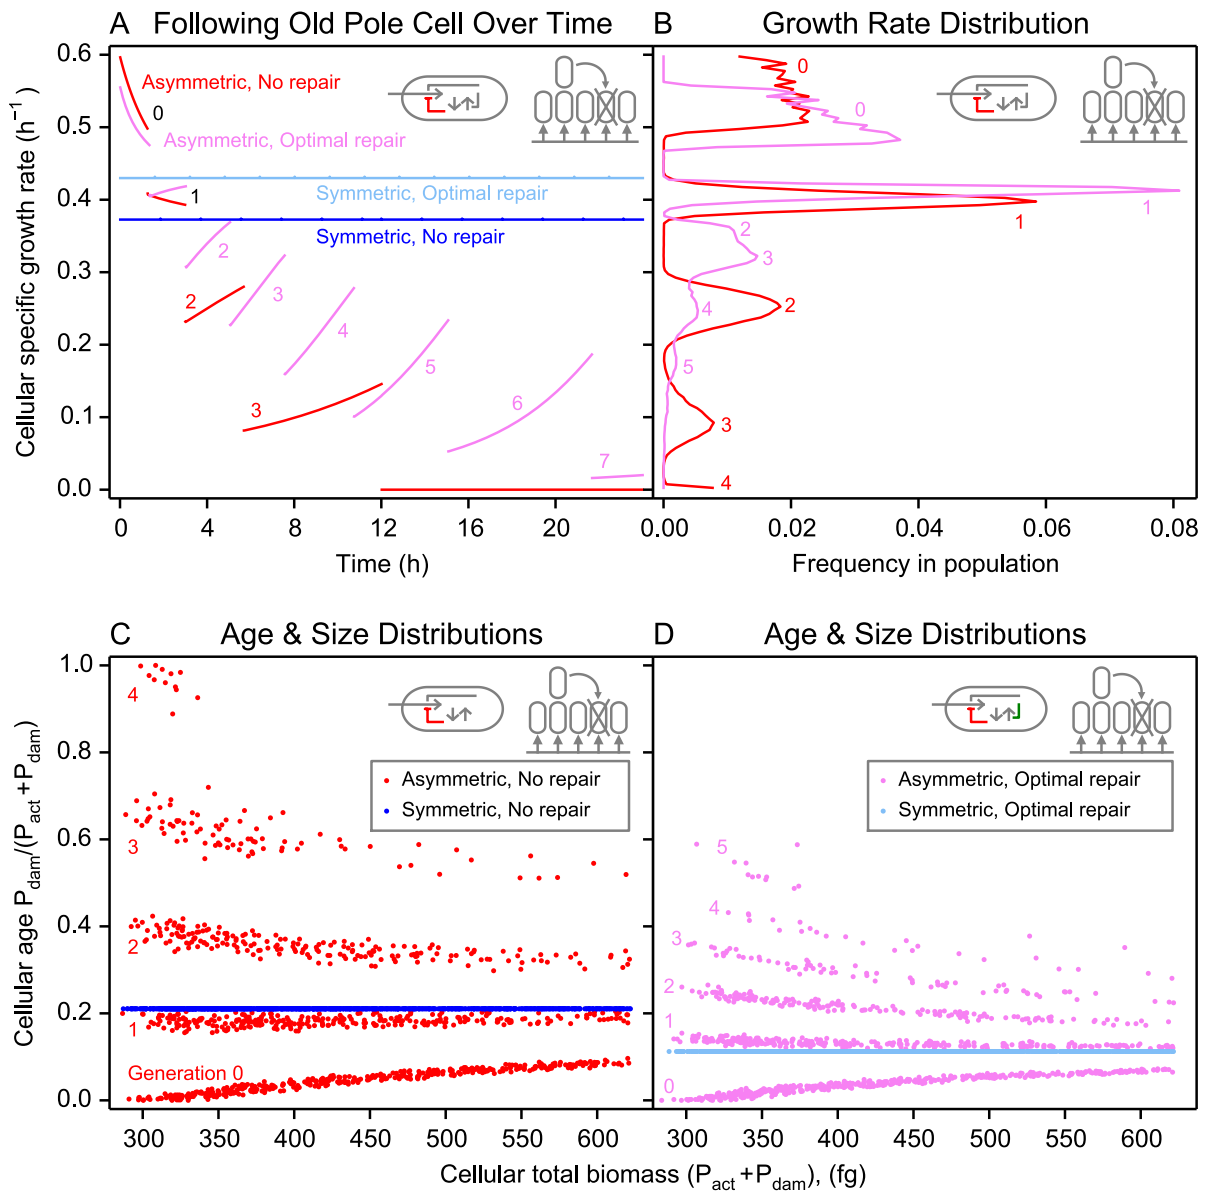 A Following Old Pole Cell Over Time
B Growth Rate Distribution
Cellular specific growth rate (h⁻¹)
0.6
0.5
0.4
0.3
0.2
0.1
0.0
Asymmetric, No repair
0
Asymmetric, Optimal repair
1
Symmetric, Optimal repair
Symmetric, No repair
2
2
3
4
5
3
6
7
0 4 8 12 16 20
Time (h)
0
0
1
1
2
3
2
4
5
3
4
0.00 0.02 0.04 0.06 0.08
Frequency in population
C Age & Size Distributions
D Age & Size Distributions
Cellular age P_dam/(P_act+P_dam)
1.0
0.8
0.6
0.4
0.2
0.0
4
3
2
1
Generation 0
Asymmetric, No repair
Symmetric, No repair
300 350 400 450 500 550 600
Asymmetric, Optimal repair
Symmetric, Optimal repair
5
4
3
2
1
0
300 350 400 450 500 550 600
Cellular total biomass (P_act+P_dam), (fg)